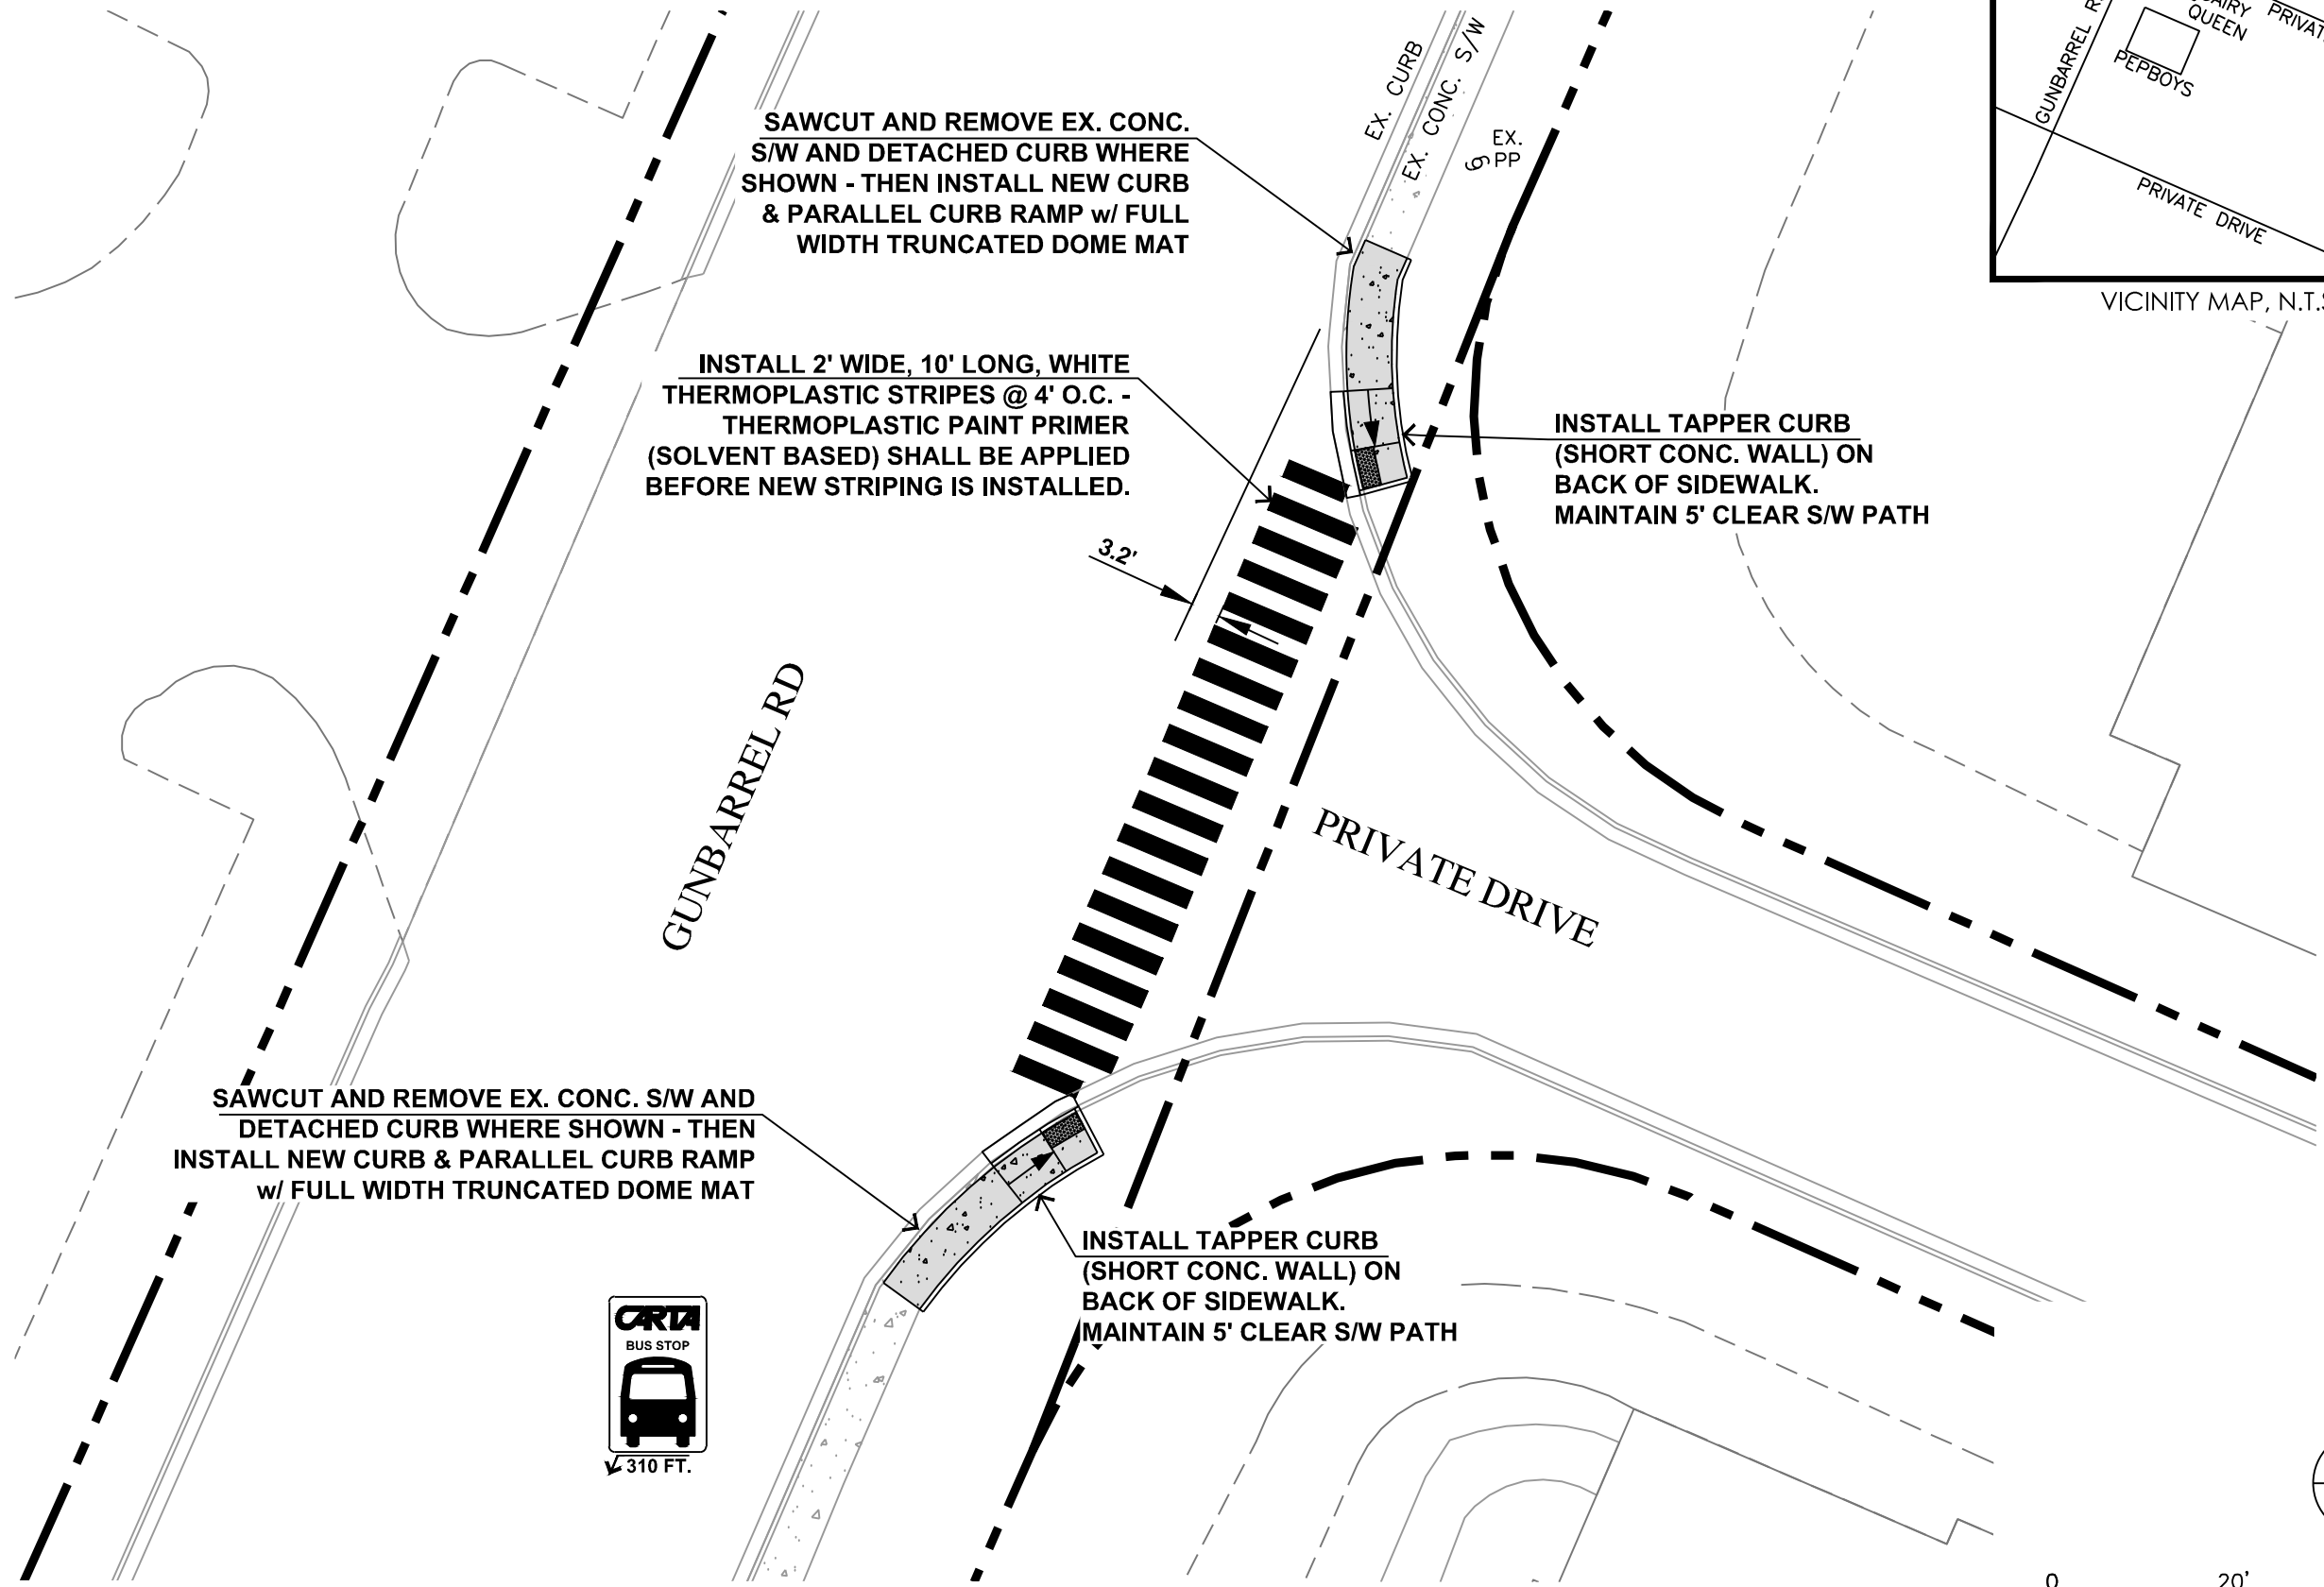 SAWCUT AND REMOVE EX. CONC.
S/W AND DETACHED CURB WHERE
SHOWN - THEN INSTALL NEW CURB
& PARALLEL CURB RAMP w/ FULL
WIDTH TRUNCATED DOME MAT
EX. CURB
EX. CONC. S/W
EX.
PP
GUNBARREL
QUEEN
PEPBOYS
PRIVATE DRIVE
VICINITY MAP, N.T.S
INSTALL 2' WIDE, 10' LONG, WHITE
THERMOPLASTIC STRIPES @ 4' O.C. -
THERMOPLASTIC PAINT PRIMER
(SOLVENT BASED) SHALL BE APPLIED
BEFORE NEW STRIPING IS INSTALLED.
INSTALL TAPPER CURB
(SHORT CONC. WALL) ON
BACK OF SIDEWALK.
MAINTAIN 5' CLEAR S/W PATH
3.2'
GUNBARREL RD
PRIVATE DRIVE
SAWCUT AND REMOVE EX. CONC. S/W AND
DETACHED CURB WHERE SHOWN - THEN
INSTALL NEW CURB & PARALLEL CURB RAMP
w/ FULL WIDTH TRUNCATED DOME MAT
INSTALL TAPPER CURB
(SHORT CONC. WALL) ON
BACK OF SIDEWALK.
MAINTAIN 5' CLEAR S/W PATH
CARTA
BUS STOP
310 FT.
0 20'